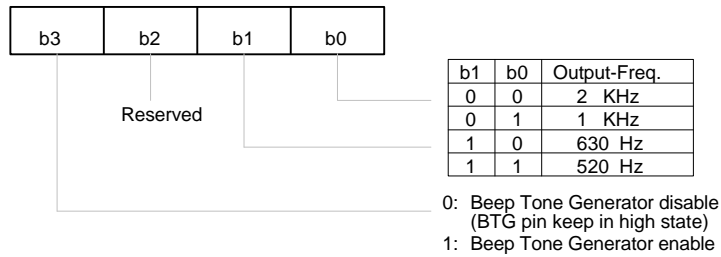 b3 b2 b1 b0
Reserved
b1 b0 Output-Freq.
0 0 2 KHz
0 1 1 KHz
1 0 630 Hz
1 1 520 Hz
0: Beep Tone Generator disable
(BTG pin keep in high state)
1: Beep Tone Generator enable